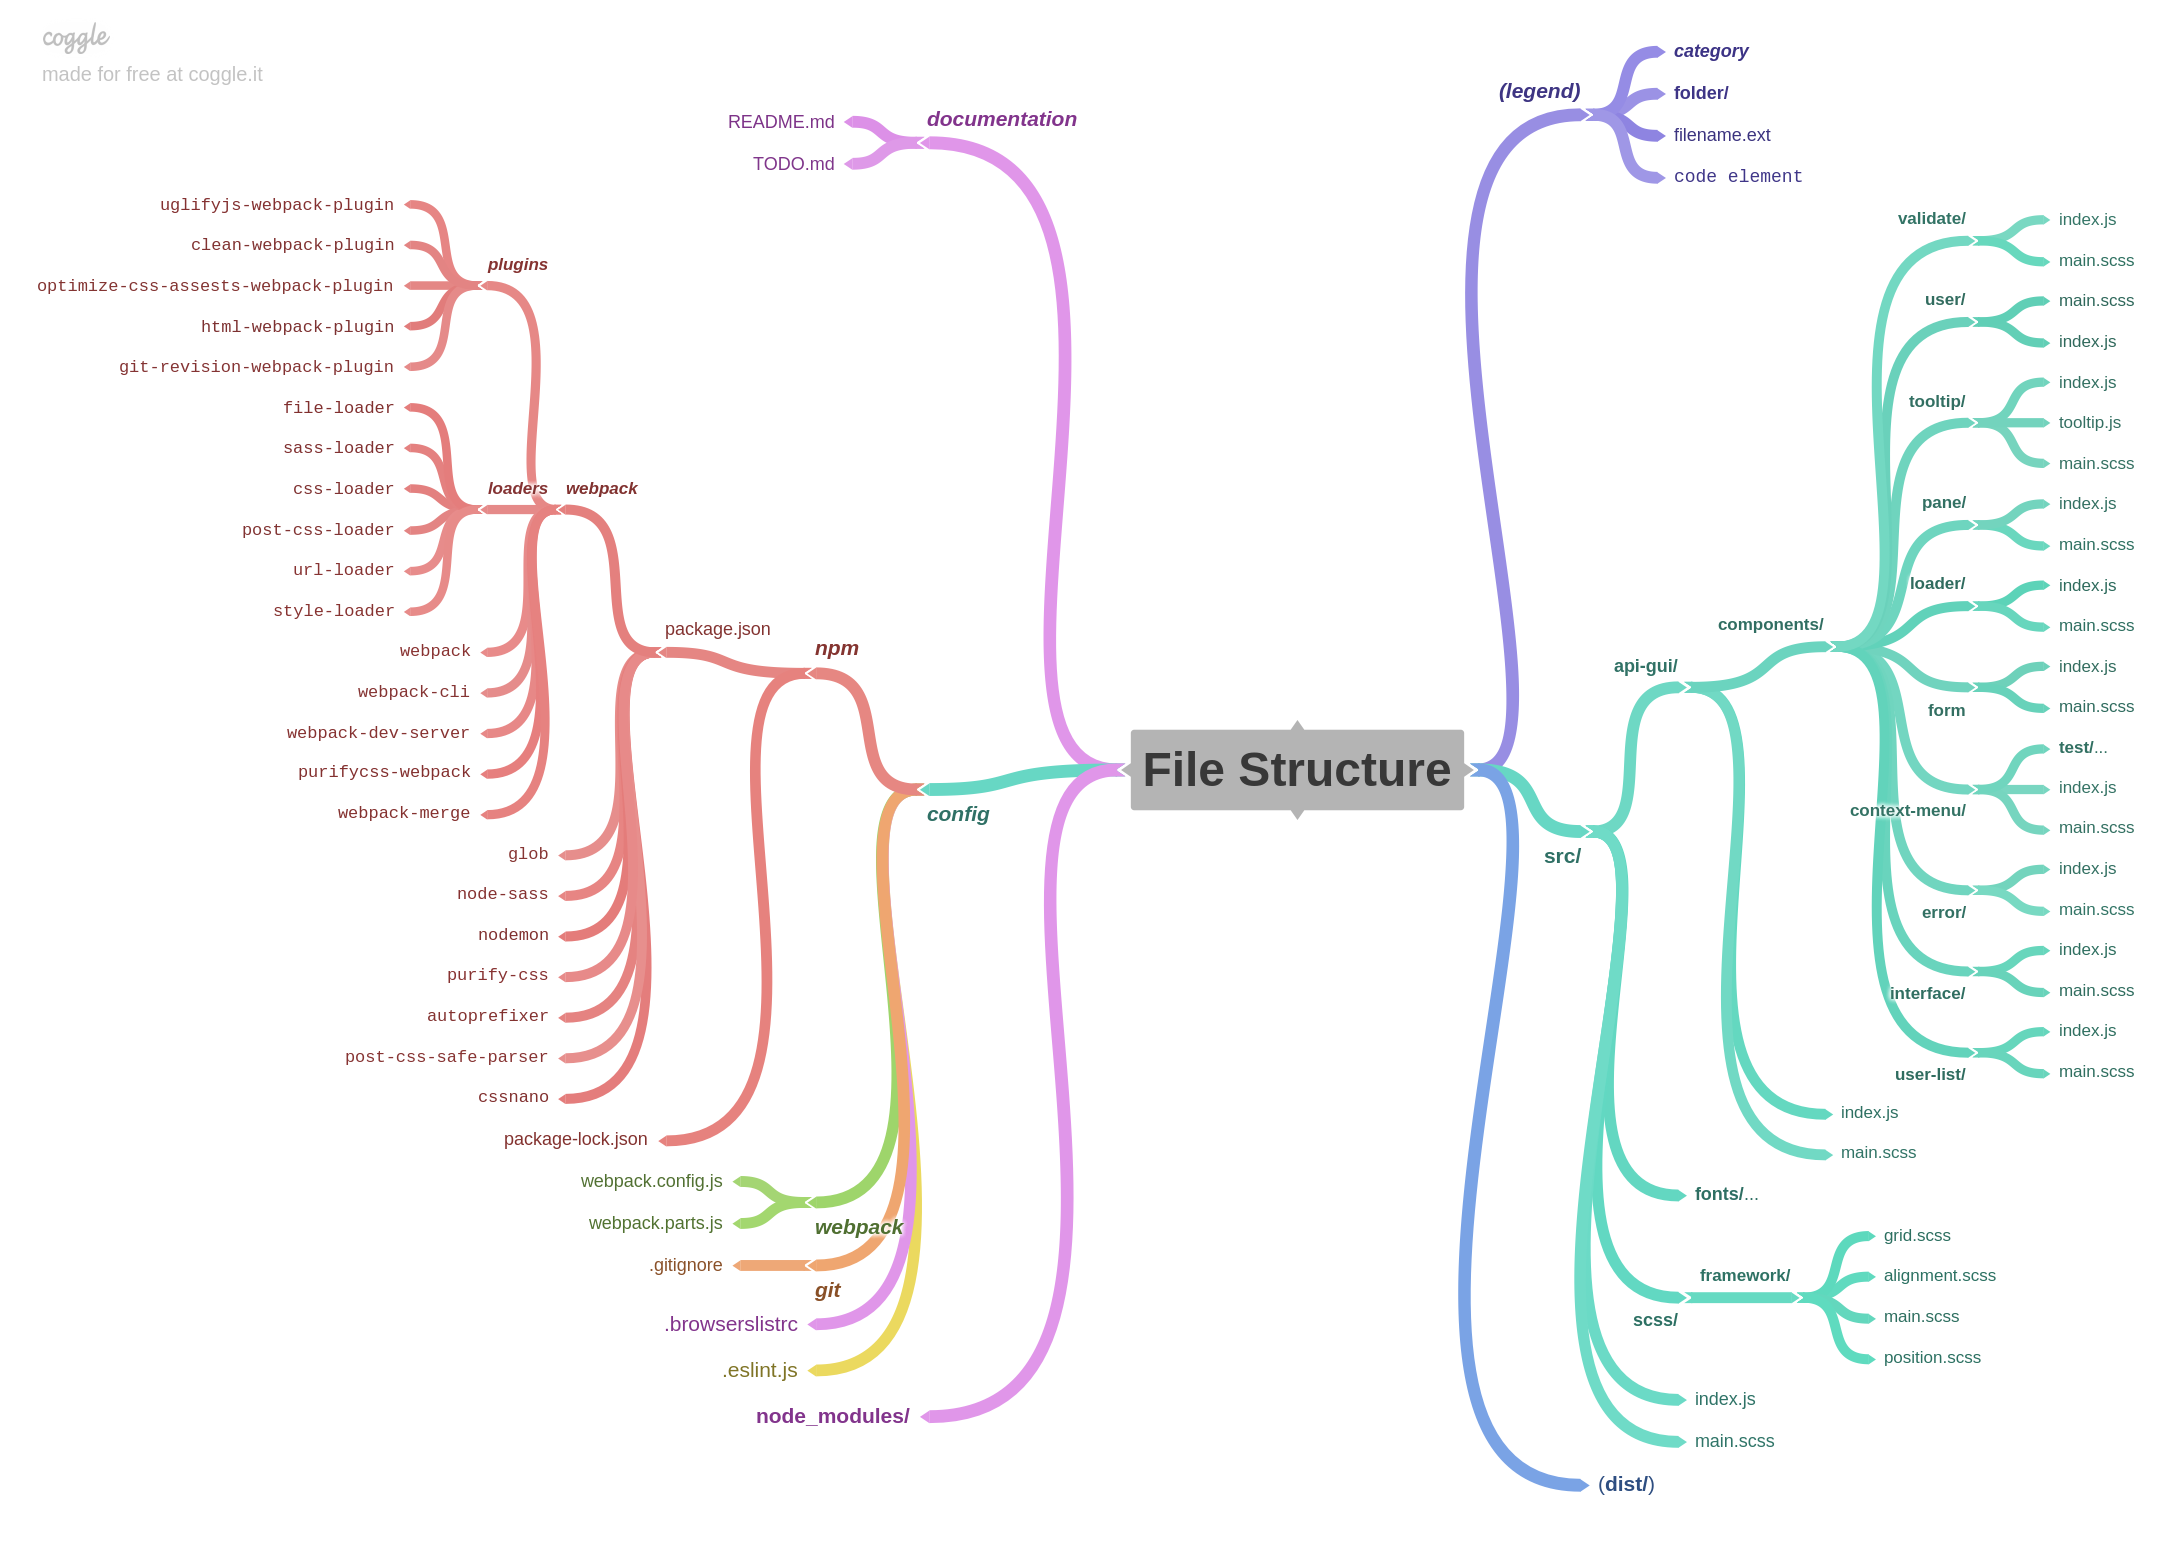 coggle
made for free at coggle.it
File Structure
documentation
README.md
TODO.md
config
npm
package.json
webpack
plugins
uglifyjs-webpack-plugin
clean-webpack-plugin
optimize-css-assests-webpack-plugin
html-webpack-plugin
git-revision-webpack-plugin
loaders
file-loader
sass-loader
css-loader
post-css-loader
url-loader
style-loader
webpack
webpack-cli
webpack-dev-server
purifycss-webpack
webpack-merge
glob
node-sass
nodemon
purify-css
autoprefixer
post-css-safe-parser
cssnano
package-lock.json
webpack
webpack.config.js
webpack.parts.js
git
.gitignore
.browserslistrc
.eslint.js
node_modules/
(legend)
category
folder/
filename.ext
code element
src/
api-gui/
components/
validate/
index.js
main.scss
user/
main.scss
index.js
tooltip/
index.js
tooltip.js
main.scss
pane/
index.js
main.scss
loader/
index.js
main.scss
form
index.js
main.scss
context-menu/
test/...
index.js
main.scss
error/
index.js
main.scss
interface/
index.js
main.scss
user-list/
index.js
main.scss
index.js
main.scss
fonts/...
scss/
framework/
grid.scss
alignment.scss
main.scss
position.scss
index.js
main.scss
(dist/)